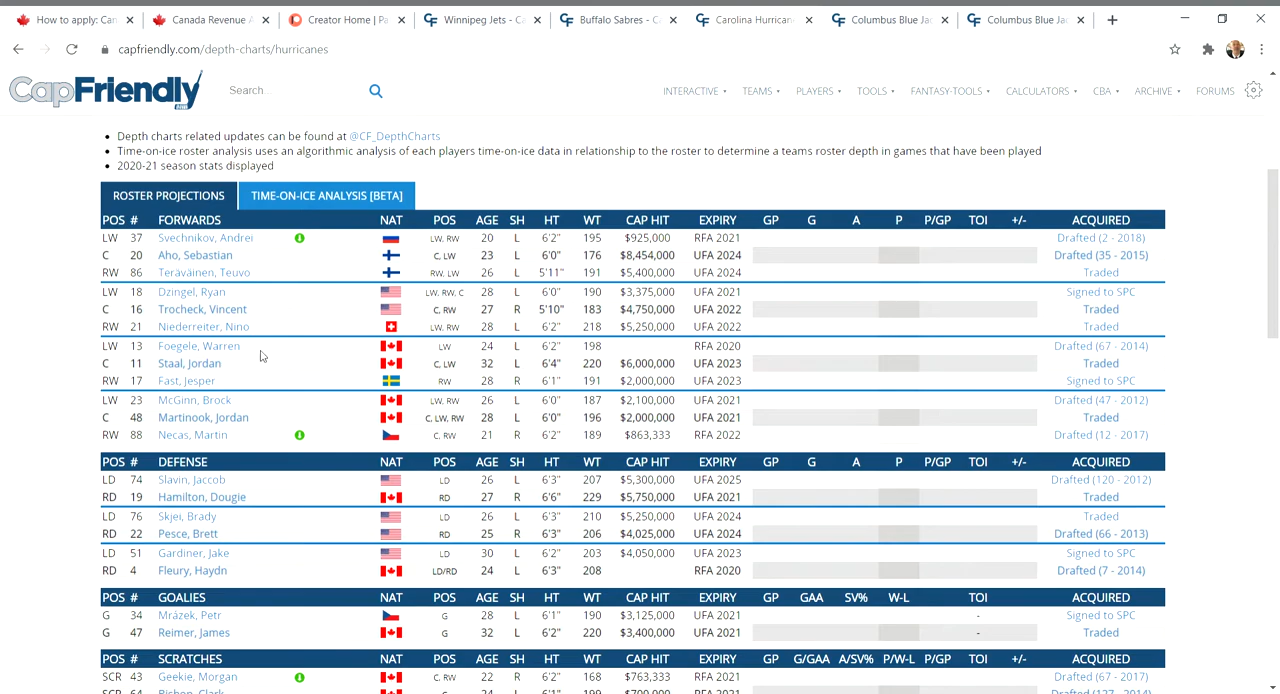 How to apply: Can
Canada Revenue A
Creator Home | Pa
Winnipeg Jets - Ca
Buffalo Sabres - C
Carolina Hurrican
Columbus Blue Jac
Columbus Blue Jac
capfriendly.com/depth-charts/hurricanes
CapFriendly
Search...
INTERACTIVE TEAMS PLAYERS TOOLS FANTASY-TOOLS CALCULATORS CBA ARCHIVE FORUMS
Depth charts related updates can be found at @CF_DepthCharts
Time-on-ice roster analysis uses an algorithmic analysis of each players time-on-ice data in relationship to the roster to determine a teams roster depth in games that have been played
2020-21 season stats displayed
ROSTER PROJECTIONS TIME-ON-ICE ANALYSIS [BETA]
POS # FORWARDS NAT POS AGE SH HT WT CAP HIT EXPIRY GP G A P P/GP TOI +/- ACQUIRED
LW 37 Svechnikov, Andrei LW, RW 20 L 6'2" 195 $925,000 RFA 2021 Drafted (2 - 2018)
C 20 Aho, Sebastian C, LW 23 L 6'0" 176 $8,454,000 UFA 2024 Drafted (35 - 2015)
RW 86 Teräväinen, Teuvo RW, LW 26 L 5'11" 191 $5,400,000 UFA 2024 Traded
LW 18 Dzingel, Ryan LW, RW, C 28 L 6'0" 190 $3,375,000 UFA 2021 Signed to SPC
C 16 Trocheck, Vincent C, RW 27 R 5'10" 183 $4,750,000 UFA 2022 Traded
RW 21 Niederreiter, Nino LW, RW 28 L 6'2" 218 $5,250,000 UFA 2022 Traded
LW 13 Foegele, Warren LW 24 L 6'2" 198 RFA 2020 Drafted (67 - 2014)
C 11 Staal, Jordan C, LW 32 L 6'4" 220 $6,000,000 UFA 2023 Traded
RW 17 Fast, Jesper RW 28 R 6'1" 191 $2,000,000 UFA 2023 Signed to SPC
LW 23 McGinn, Brock LW, RW 26 L 6'0" 187 $2,100,000 UFA 2021 Drafted (47 - 2012)
C 48 Martinook, Jordan C, LW, RW 28 L 6'0" 196 $2,000,000 UFA 2021 Traded
RW 88 Necas, Martin C, RW 21 R 6'2" 189 $863,333 RFA 2022 Drafted (12 - 2017)
POS # DEFENSE NAT POS AGE SH HT WT CAP HIT EXPIRY GP G A P P/GP TOI +/- ACQUIRED
LD 74 Slavin, Jaccob LD 26 L 6'3" 207 $5,300,000 UFA 2025 Drafted (120 - 2012)
RD 19 Hamilton, Dougie RD 27 R 6'6" 229 $5,750,000 UFA 2021 Traded
LD 76 Skjei, Brady LD 26 L 6'3" 210 $5,250,000 UFA 2024 Traded
RD 22 Pesce, Brett RD 25 R 6'3" 206 $4,025,000 UFA 2024 Drafted (66 - 2013)
LD 51 Gardiner, Jake LD 30 L 6'2" 203 $4,050,000 UFA 2023 Signed to SPC
RD 4 Fleury, Haydn LD/RD 24 L 6'3" 208 RFA 2020 Drafted (7 - 2014)
POS # GOALIES NAT POS AGE SH HT WT CAP HIT EXPIRY GP GAA SV% W-L TOI ACQUIRED
G 34 Mrázek, Petr G 28 L 6'1" 190 $3,125,000 UFA 2021 - Signed to SPC
G 47 Reimer, James G 32 L 6'2" 220 $3,400,000 UFA 2021 - Traded
POS # SCRATCHES NAT POS AGE SH HT WT CAP HIT EXPIRY GP G/GAA A/SV% P/W-L P/GP TOI +/- ACQUIRED
SCR 43 Geekie, Morgan C, RW 22 R 6'2" 168 $763,333 RFA 2021 Drafted (67 - 2017)
SCR 64 Bishop, Clark